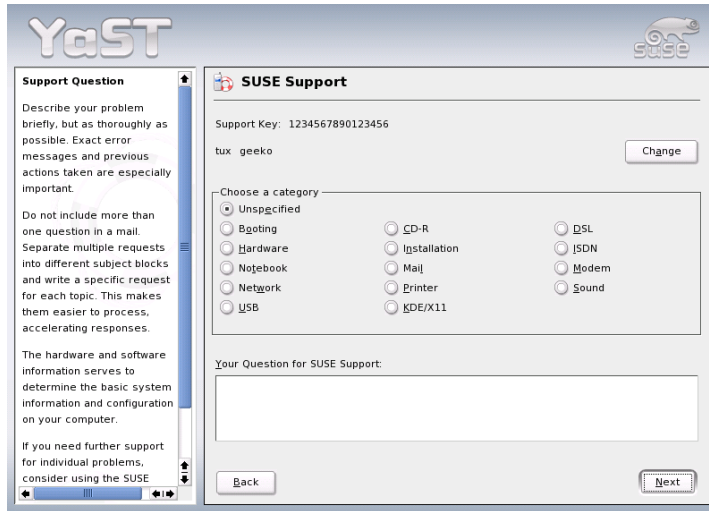 YaST
suse
Support Question
Describe your problem
briefly, but as thoroughly as
possible. Exact error
messages and previous
actions taken are especially
important.
Do not include more than
one question in a mail.
Separate multiple requests
into different subject blocks
and write a specific request
for each topic. This makes
them easier to process,
accelerating responses.
The hardware and software
information serves to
determine the basic system
information and configuration
on your computer.
If you need further support
for individual problems,
consider using the SUSE
SUSE Support
Support Key: 1234567890123456
tux geeko
Change
Choose a category
Unspecified
Booting
CD-R
DSL
Hardware
Installation
ISDN
Notebook
Mail
Modem
Network
Printer
Sound
USB
KDE/X11
Your Question for SUSE Support:
Back
Next